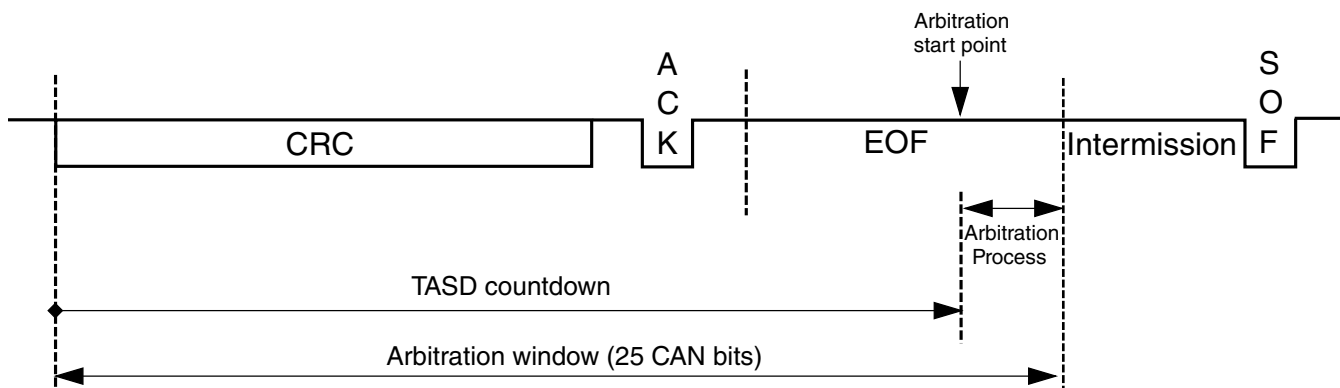 Arbitration
start point
A
C
K
S
O
F
CRC
EOF
Intermission
Arbitration
Process
TASD countdown
Arbitration window (25 CAN bits)